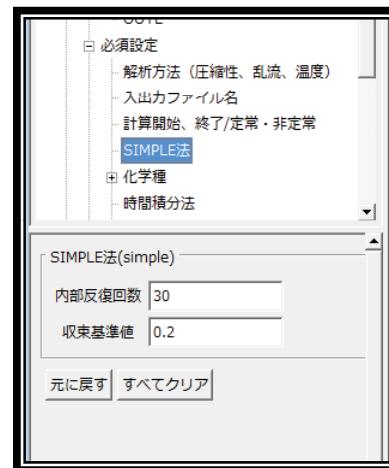 必須設定
解析方法（圧縮性、乱流、温度）
入出力ファイル名
計算開始、終了/定常・非定常
SIMPLE法
化学種
時間積分法
SIMPLE法(simple)
内部反復回数 30
収束基準値 0.2
元に戻す すべてクリア